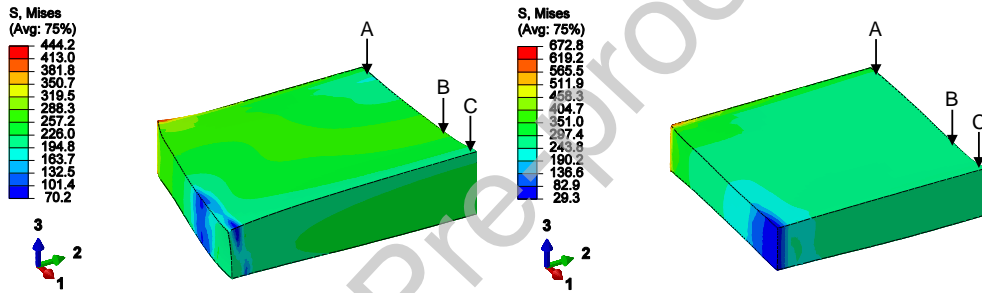 S, Mises
(Avg: 75%)
444.2
413.0
381.8
350.7
319.5
288.3
257.2
226.0
194.8
163.7
132.5
101.4
70.2
A
B
C
3
2
1
S, Mises
(Avg: 75%)
672.8
619.2
565.5
511.9
458.3
404.7
351.0
297.4
243.8
190.2
136.6
82.9
29.3
A
B
C
3
2
1
Pre-proo